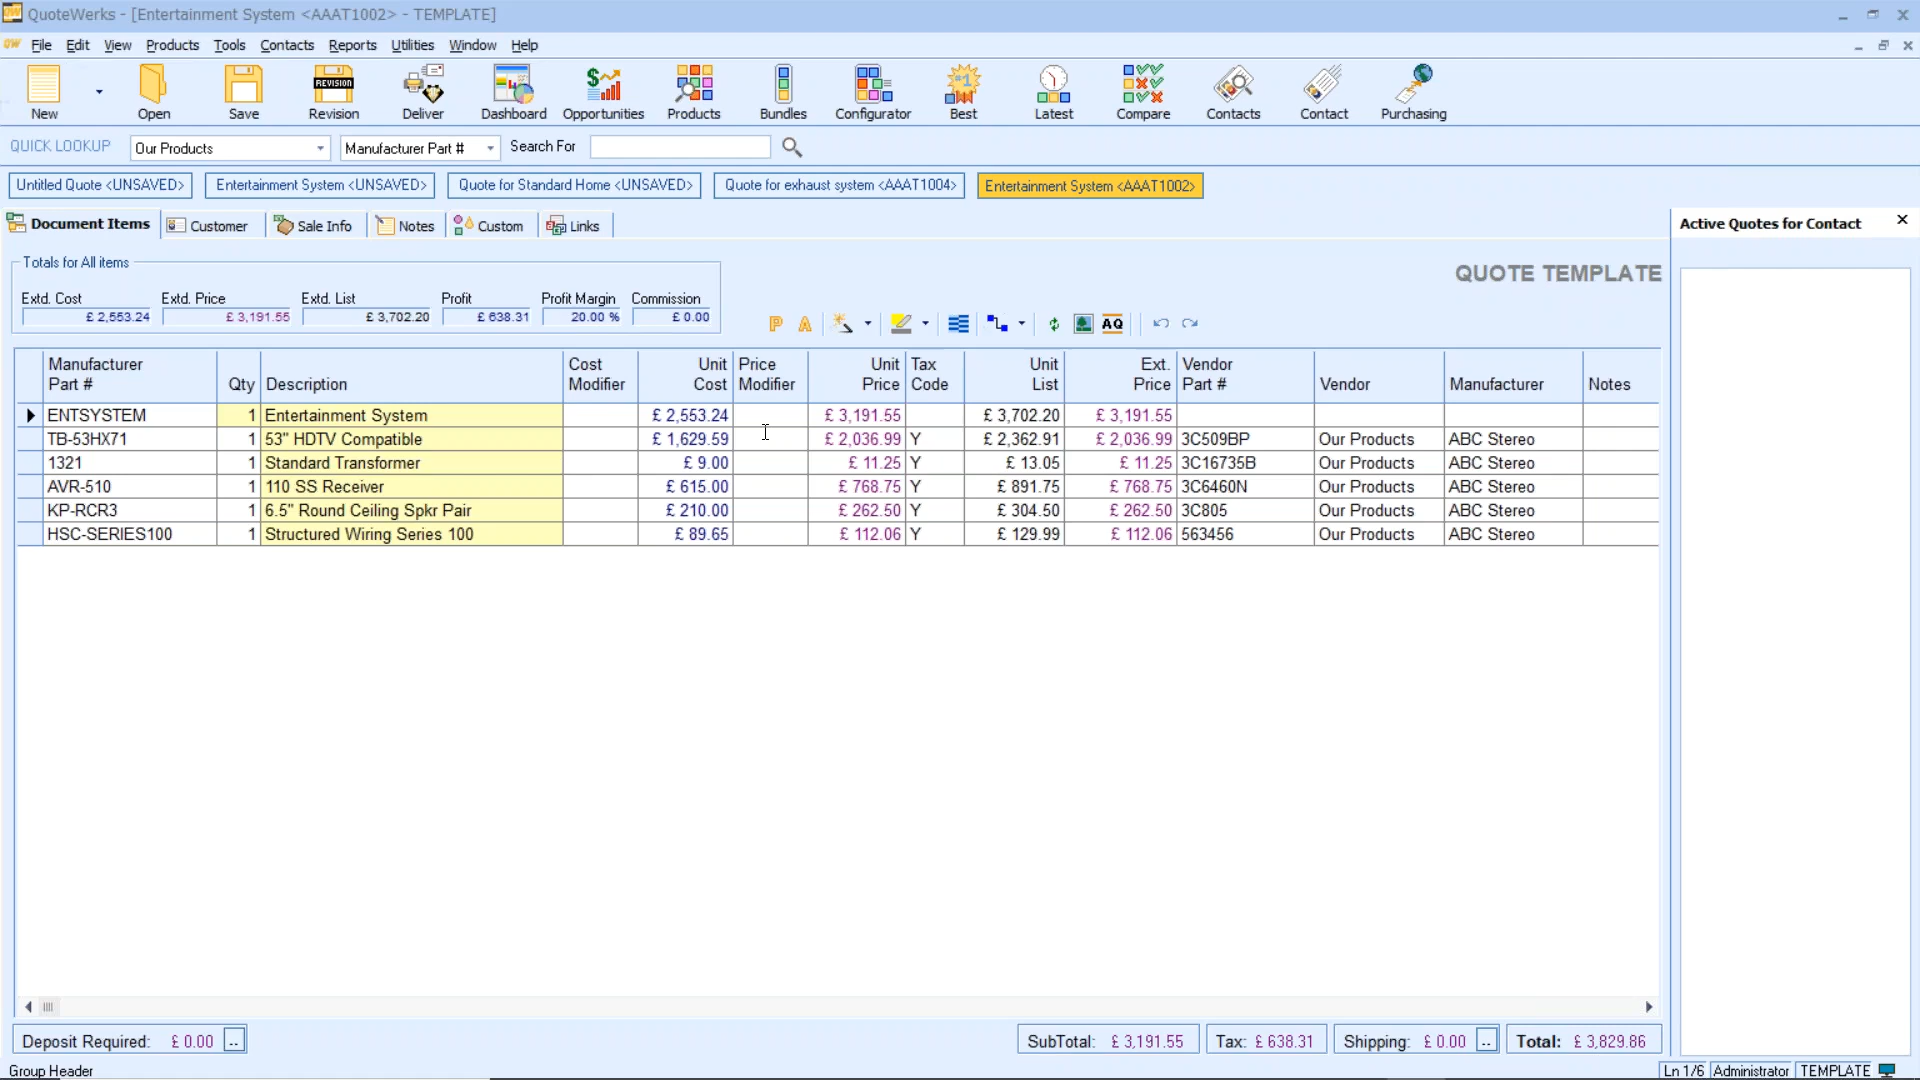 QuoteWerks - [Entertainment System <AAAT1002> - TEMPLATE]
File Edit View Products Tools Contacts Reports Utilities Window Help
New Open Save Revision Deliver Dashboard Opportunities Products Bundles Configurator Best Latest Compare Contacts Contact Purchasing
QUICK LOOKUP Our Products Manufacturer Part # Search For
Untitled Quote <UNSAVED> Entertainment System <UNSAVED> Quote for Standard Home <UNSAVED> Quote for exhaust system <AAAT1004> Entertainment System <AAAT1002>
Document Items Customer Sale Info Notes Custom Links
Active Quotes for Contact
Totals for All items
QUOTE TEMPLATE
Extd. Cost Extd. Price Extd. List Profit Profit Margin Commission
£ 2,553.24 £ 3,191.55 £ 3,702.20 £ 638.31 20.00 % £ 0.00
P A AQ
Manufacturer Part # Qty Description Cost Modifier Unit Cost Price Modifier Unit Price Tax Code Unit List Ext. Price Vendor Part # Vendor Manufacturer Notes
ENTSYSTEM 1 Entertainment System £ 2,553.24 £ 3,191.55 £ 3,702.20 £ 3,191.55
TB-53HX71 1 53" HDTV Compatible £ 1,629.59 £ 2,036.99 Y £ 2,362.91 £ 2,036.99 3C509BP Our Products ABC Stereo
1321 1 Standard Transformer £ 9.00 £ 11.25 Y £ 13.05 £ 11.25 3C16735B Our Products ABC Stereo
AVR-510 1 110 SS Receiver £ 615.00 £ 768.75 Y £ 891.75 £ 768.75 3C6460N Our Products ABC Stereo
KP-RCR3 1 6.5" Round Ceiling Spkr Pair £ 210.00 £ 262.50 Y £ 304.50 £ 262.50 3C805 Our Products ABC Stereo
HSC-SERIES100 1 Structured Wiring Series 100 £ 89.65 £ 112.06 Y £ 129.99 £ 112.06 563456 Our Products ABC Stereo
Deposit Required: £ 0.00 .. SubTotal: £ 3,191.55 Tax: £ 638.31 Shipping: £ 0.00 .. Total: £ 3,829.86
Group Header Ln 1/6 Administrator TEMPLATE